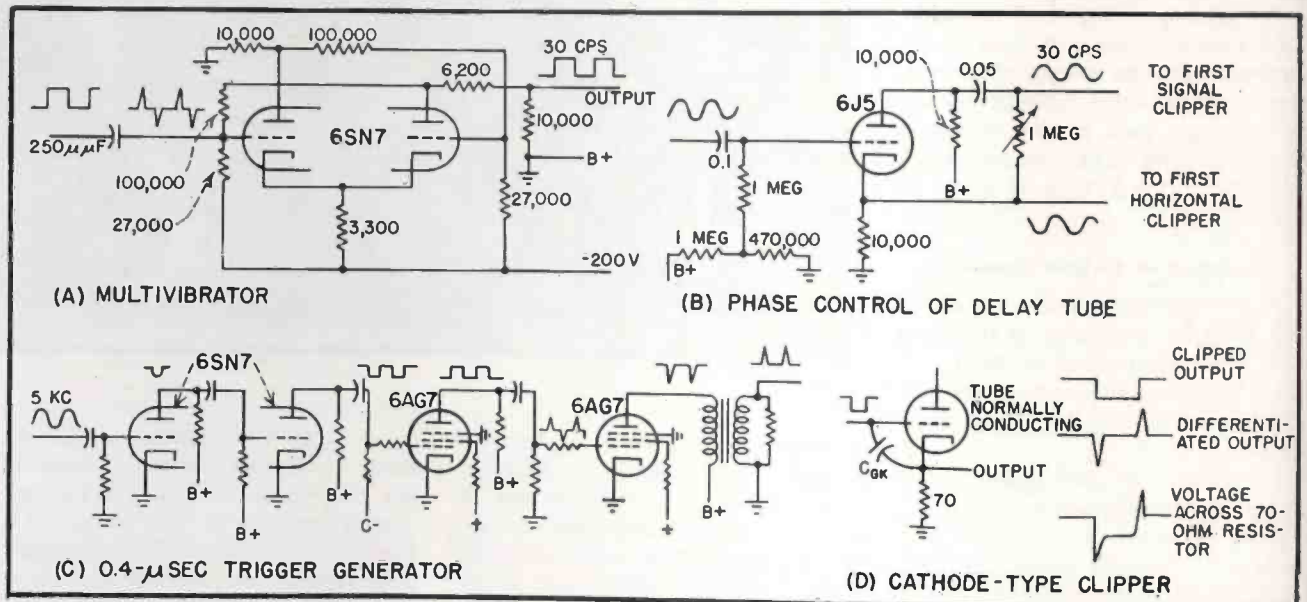 10,000
100,000
30 CPS
6,200
OUTPUT
250μμF
6SN7
10,000
B+
100,000
27,000
3,300
27,000
-200V
(A) MULTIVIBRATOR
10,000
0.05
30 CPS
TO FIRST
SIGNAL
CLIPPER
6J5
1 MEG
0.1
B+
1 MEG
TO FIRST
HORIZONTAL
CLIPPER
1 MEG
470,000
10,000
B+
(B) PHASE CONTROL OF DELAY TUBE
6SN7
5 KC
6AG7
6AG7
B+
B+
B+
C-
B+
+
+
B+
(C) 0.4-μSEC TRIGGER GENERATOR
TUBE
NORMALLY
CONDUCTING
CGK
OUTPUT
70
CLIPPED
OUTPUT
DIFFERENTI-
ATED OUTPUT
VOLTAGE
ACROSS 70-
OHM RESIS-
TOR
(D) CATHODE-TYPE CLIPPER